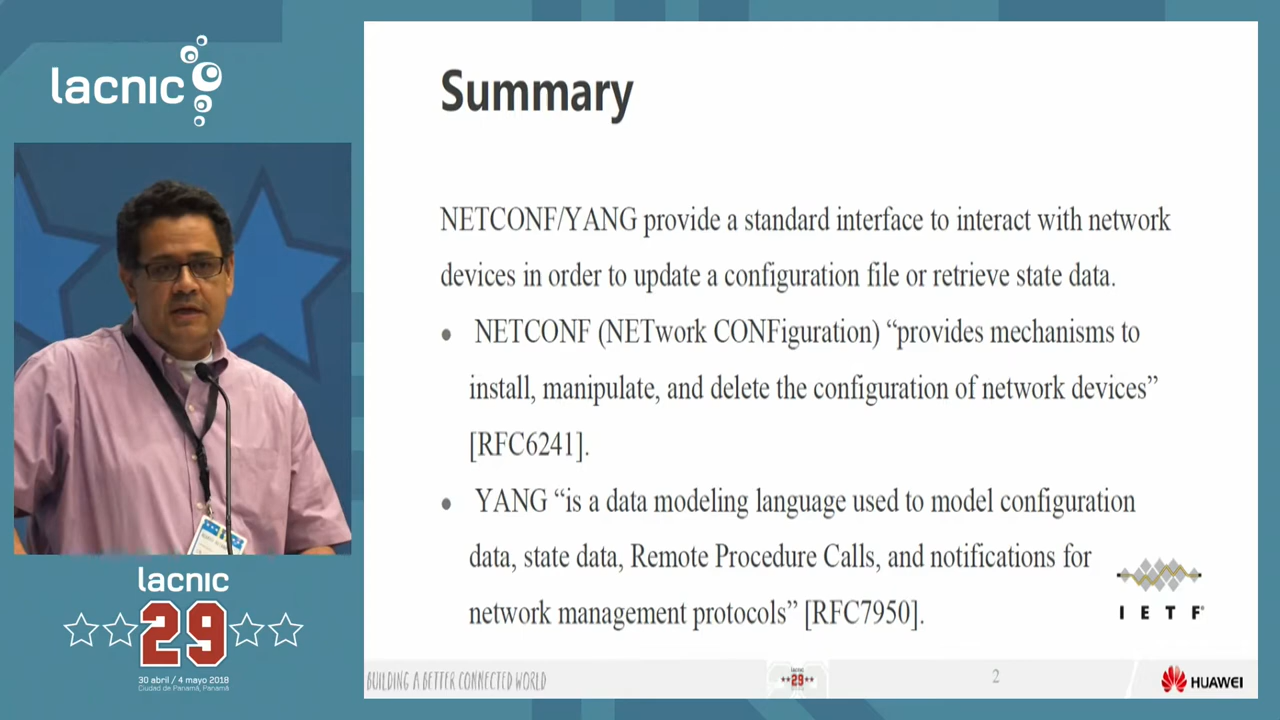 lacnic
lacnic
29
30 abril / 4 mayo 2018
Ciudad de Panamá, Panamá
Summary
NETCONF/YANG provide a standard interface to interact with network
devices in order to update a configuration file or retrieve state data.
• NETCONF (NETwork CONFiguration) “provides mechanisms to
install, manipulate, and delete the configuration of network devices”
[RFC6241].
• YANG “is a data modeling language used to model configuration
data, state data, Remote Procedure Calls, and notifications for
network management protocols” [RFC7950].
IETF®
BUILDING A BETTER CONNECTED WORLD
lacnic
29
2
HUAWEI